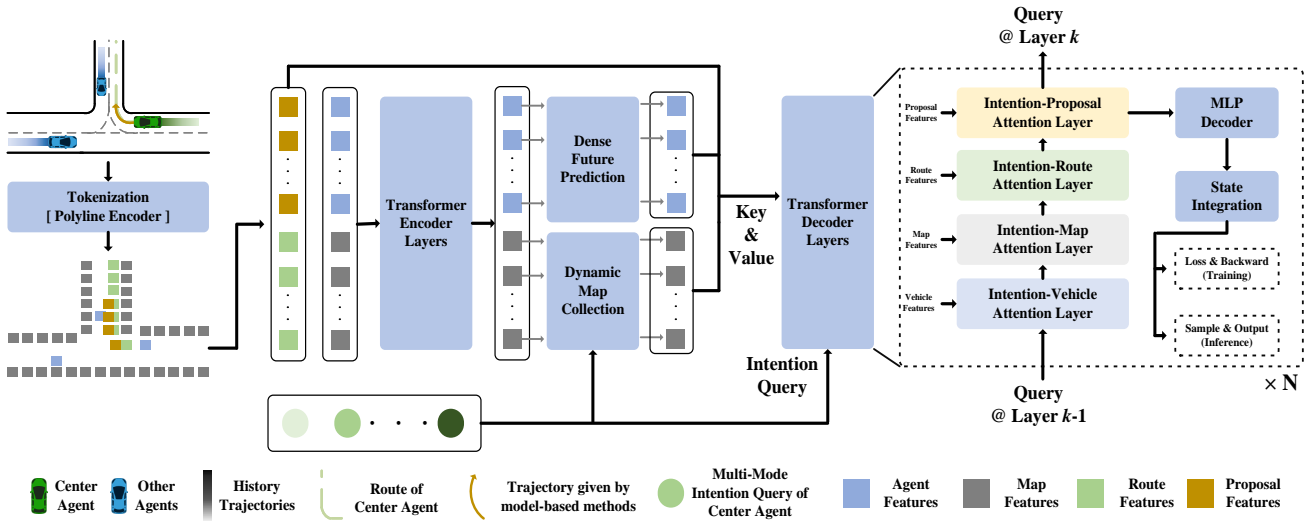 Tokenization
[ Polyline Encoder ]
Transformer
Encoder
Layers
Dense
Future
Prediction
Dynamic
Map
Collection
Key
&
Value
Intention
Query
Transformer
Decoder
Layers
Query
@ Layer k
Proposal
Features
Intention-Proposal
Attention Layer
Route
Features
Intention-Route
Attention Layer
Map
Features
Intention-Map
Attention Layer
Vehicle
Features
Intention-Vehicle
Attention Layer
Query
@ Layer k-1
MLP
Decoder
State
Integration
Loss & Backward
(Training)
Sample & Output
(Inference)
× N
Center
Agent
Other
Agents
History
Trajectories
Route of
Center Agent
Trajectory given by
model-based methods
Multi-Mode
Intention Query of
Center Agent
Agent
Features
Map
Features
Route
Features
Proposal
Features